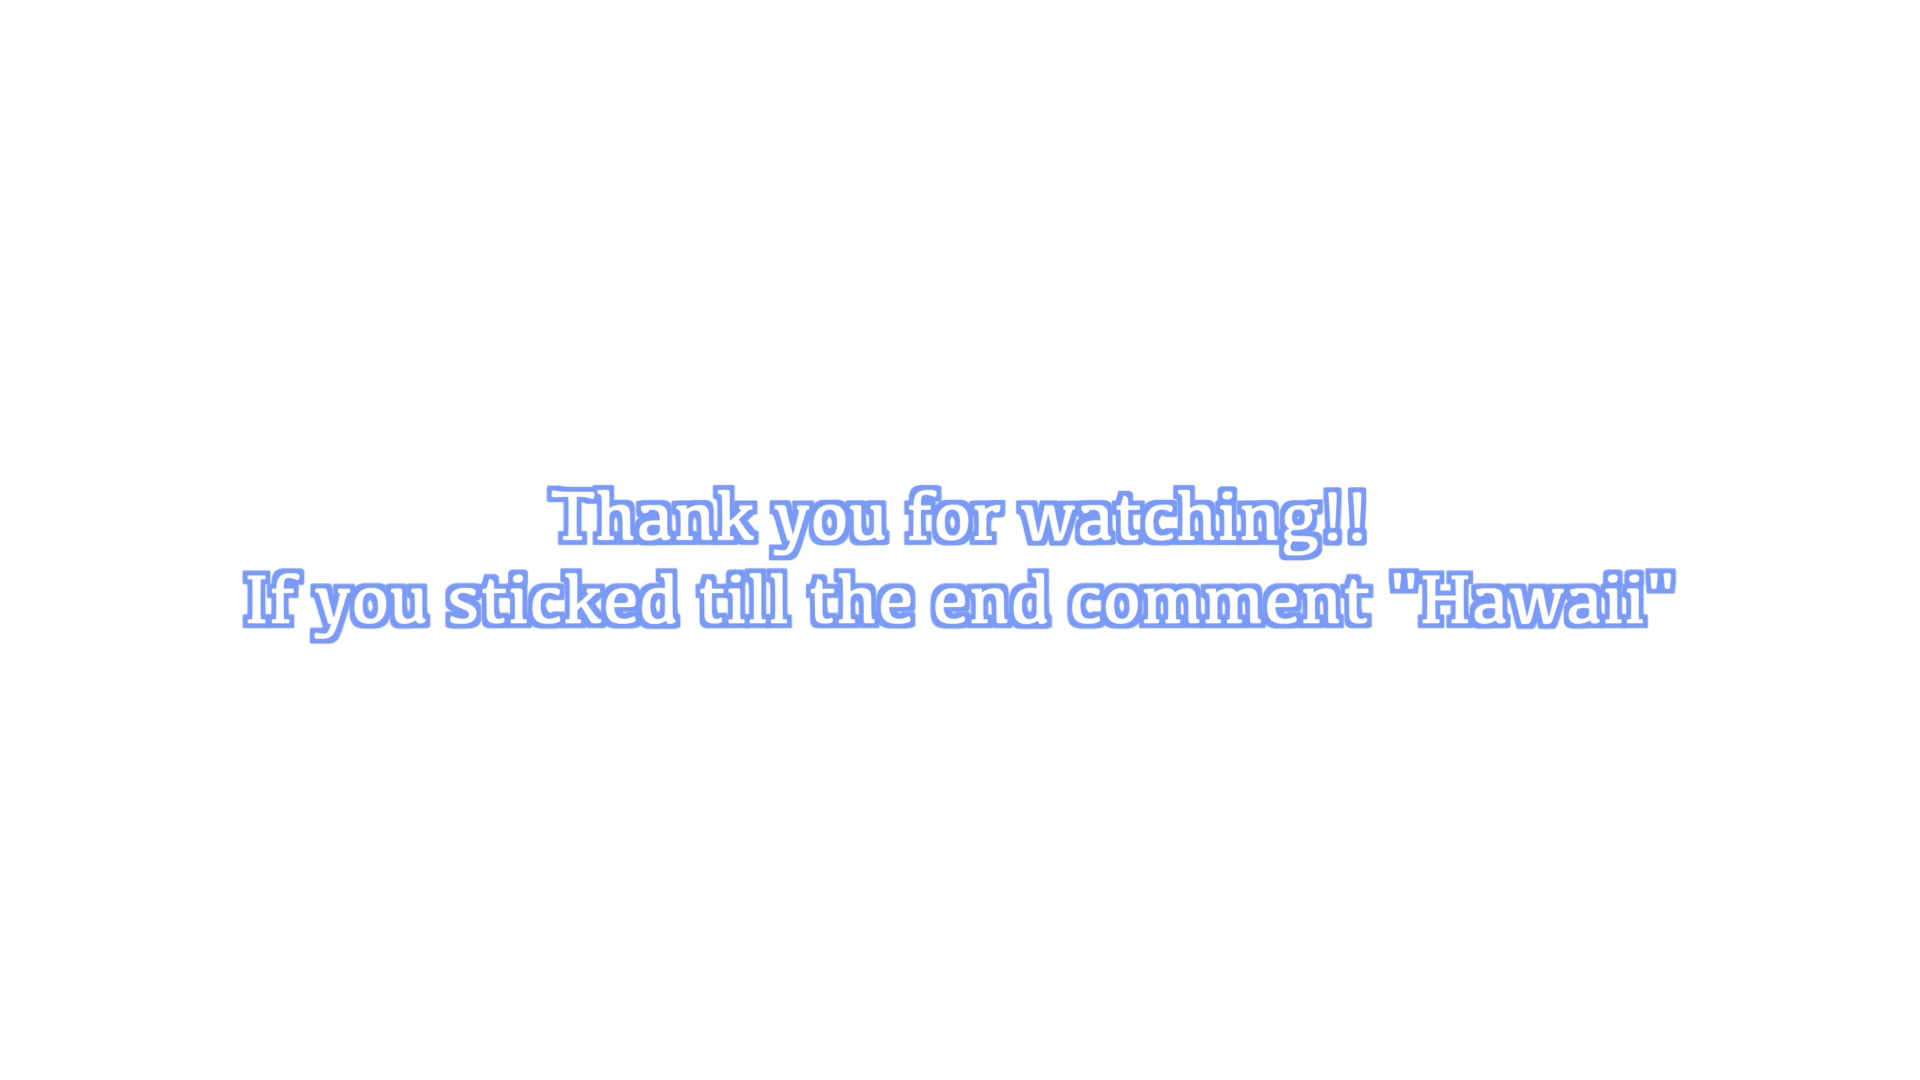 Thank you for watching!!
If you sticked till the end comment "Hawaii"